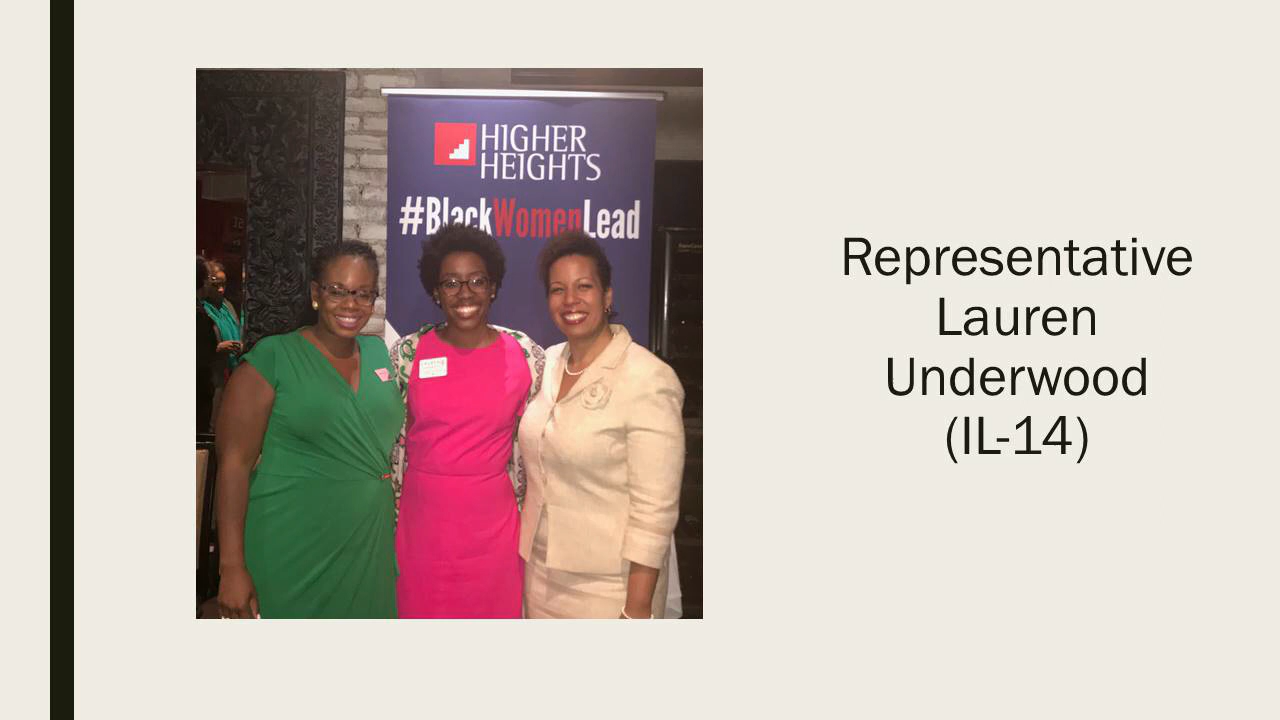 HIGHER
HEIGHTS
#BlackWomenLead
Representative
Lauren
Underwood
(IL-14)